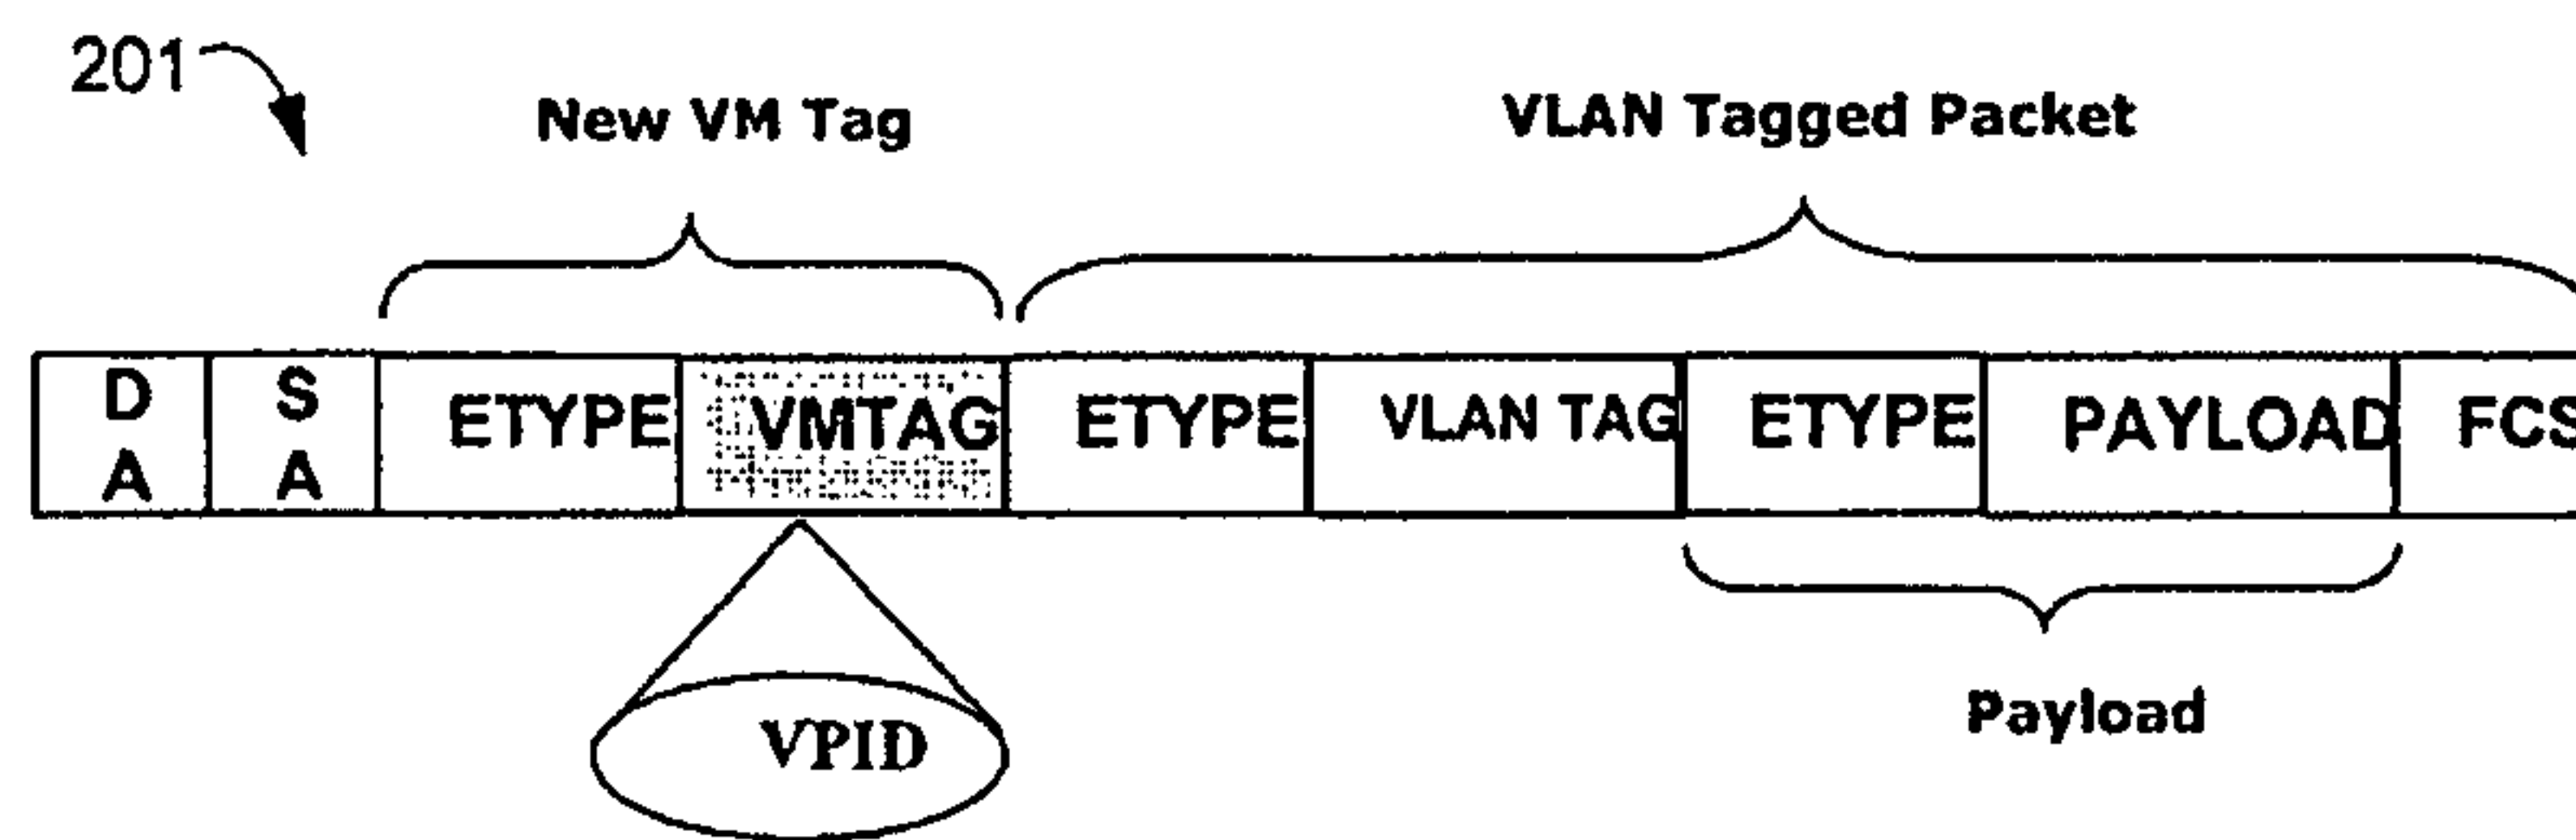 201
New VM Tag
VLAN Tagged Packet
D A
S A
ETYPE
VMTAG
ETYPE
VLAN TAG
ETYPE
PAYLOAD
FCS
VPID
Payload